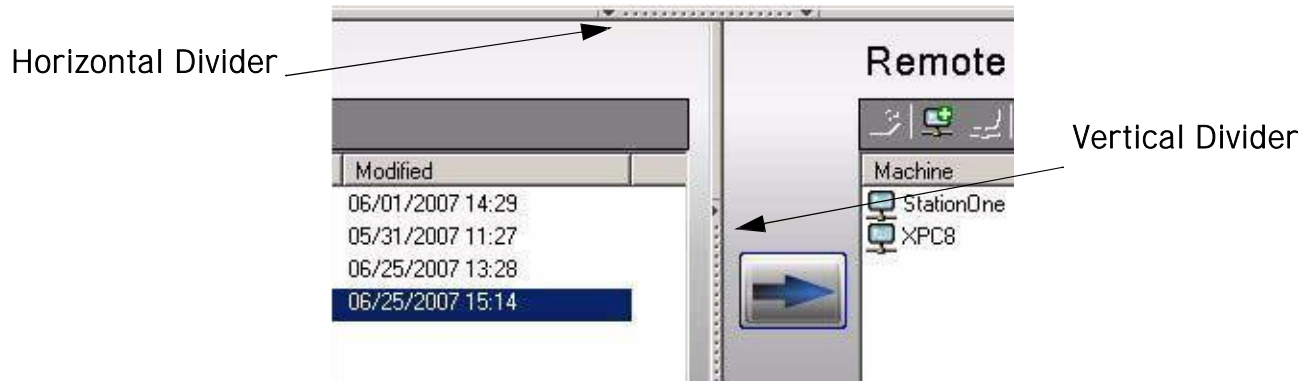 Horizontal Divider
Remote
Vertical Divider
Modified
Machine
06/01/2007 14:29
StationOne
05/31/2007 11:27
XPC8
06/25/2007 13:28
06/25/2007 15:14